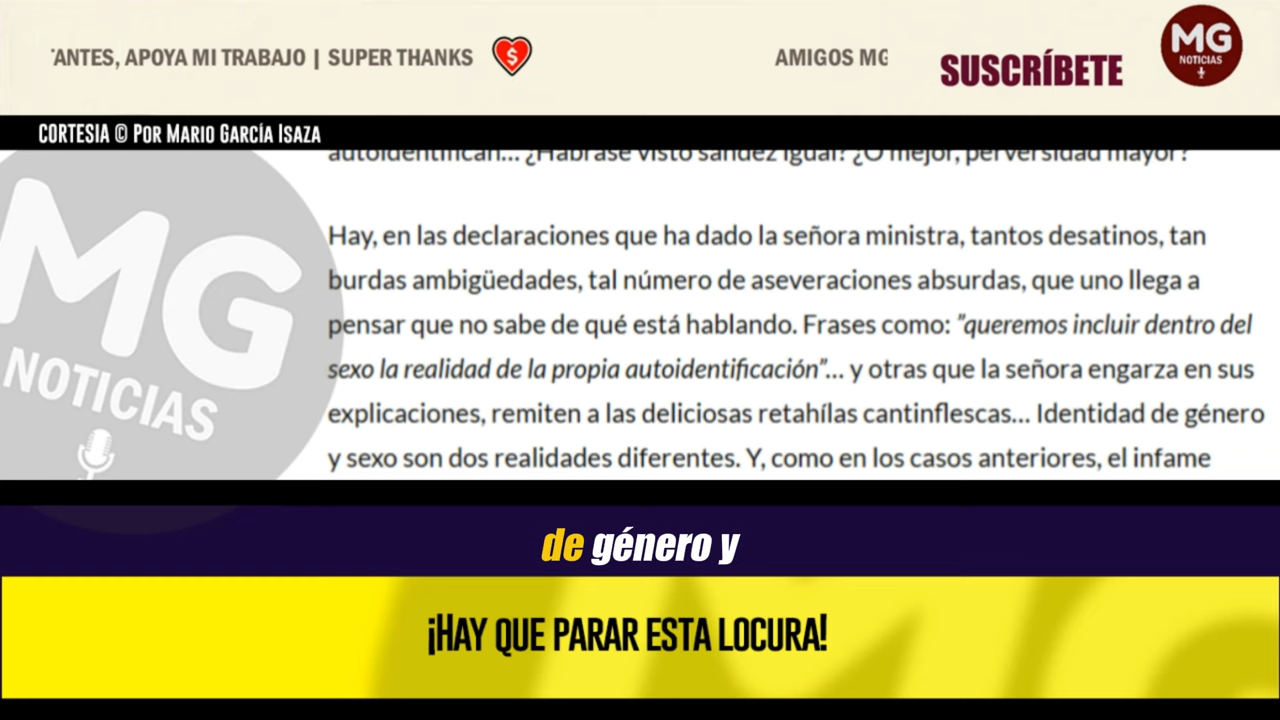 'ANTES, APOYA MI TRABAJO | SUPER THANKS
AMIGOS MG
SUSCRÍBETE
MG
NOTICIAS
CORTESIA © POR MARIO GARCÍA ISAZA
autoidentifican... ¿Habráse visto sandez igual? ¿O mejor, perversidad mayor?
Hay, en las declaraciones que ha dado la señora ministra, tantos desatinos, tan
burdas ambigüedades, tal número de aseveraciones absurdas, que uno llega a
pensar que no sabe de qué está hablando. Frases como: "queremos incluir dentro del
sexo la realidad de la propia autoidentificación"... y otras que la señora engarza en sus
explicaciones, remiten a las deliciosas retahílas cantinflescas... Identidad de género
y sexo son dos realidades diferentes. Y, como en los casos anteriores, el infame
MG
NOTICIAS
de género y
¡HAY QUE PARAR ESTA LOCURA!